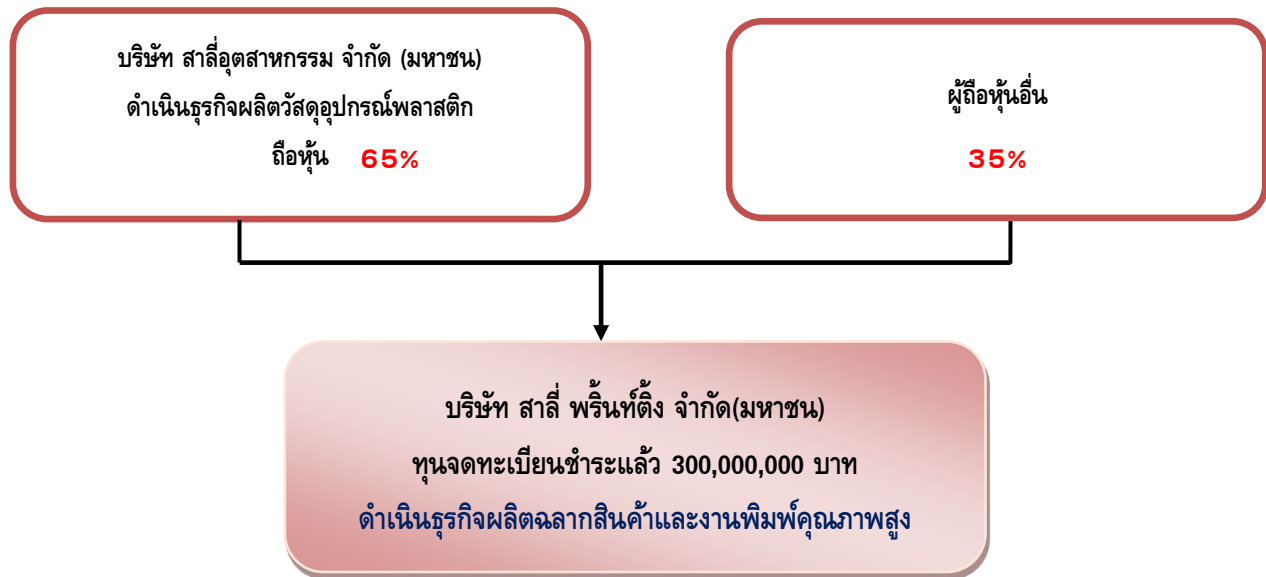 บริษัท สาลี่อุตสาหกรรม จำกัด (มหาชน)
ดำเนินธุรกิจผลิตวัสดุอุปกรณ์พลาสติก
ถือหุ้น 65%
ผู้ถือหุ้นอื่น
35%
บริษัท สาลี่ พริ้นท์ติ้ง จำกัด(มหาชน)
ทุนจดทะเบียนชำระแล้ว 300,000,000 บาท
ดำเนินธุรกิจผลิตฉลากสินค้าและงานพิมพ์คุณภาพสูง